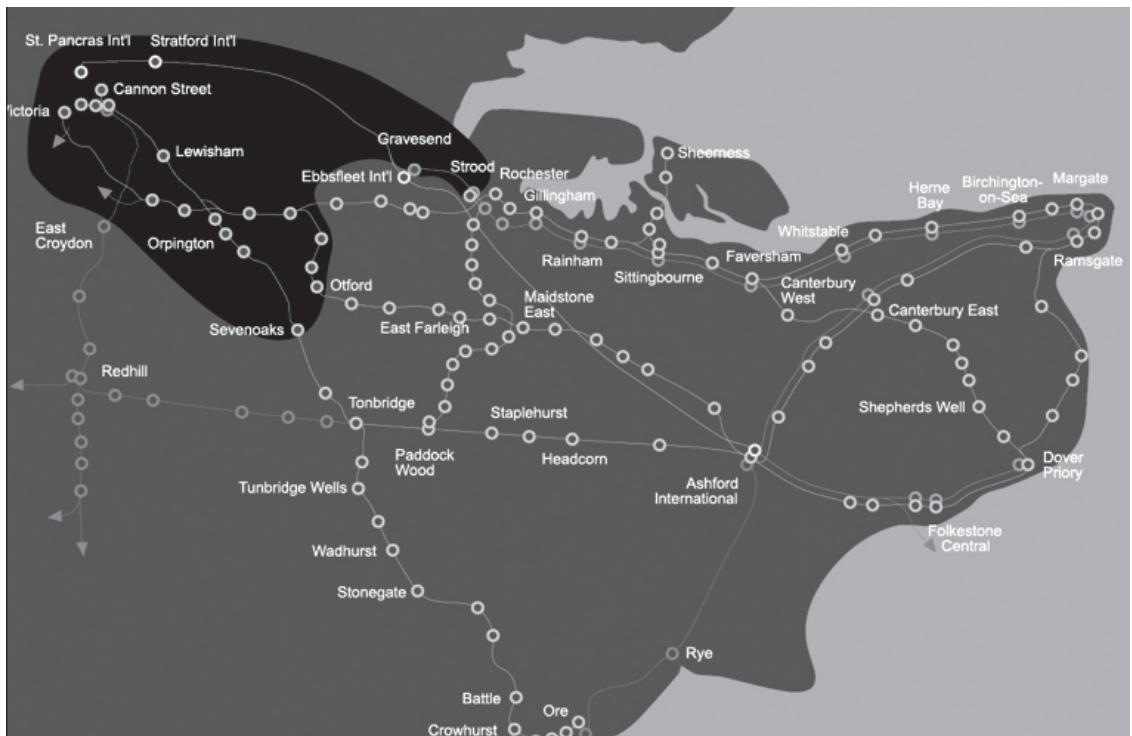 St. Pancras Int'l
Stratford Int'l
Cannon Street
ictoria
Lewisham
Gravesend
Strood
Ebbsfleet Int'l
Rochester
Gillingham
Sheerness
Herne
Bay
Birchington-
on-Sea
Margate
East
Croydon
Orpington
Whitstable
Rainham
Sittingbourne
Faversham
Ramsgate
Otford
Canterbury
West
Maidstone
East
Canterbury East
Sevenoaks
East Farleigh
Redhill
Tonbridge
Staplehurst
Shepherds Well
Paddock
Wood
Headcorn
Dover
Priory
Ashford
International
Tunbridge Wells
Folkestone
Central
Wadhurst
Stonegate
Rye
Battle
Ore
Crowhurst